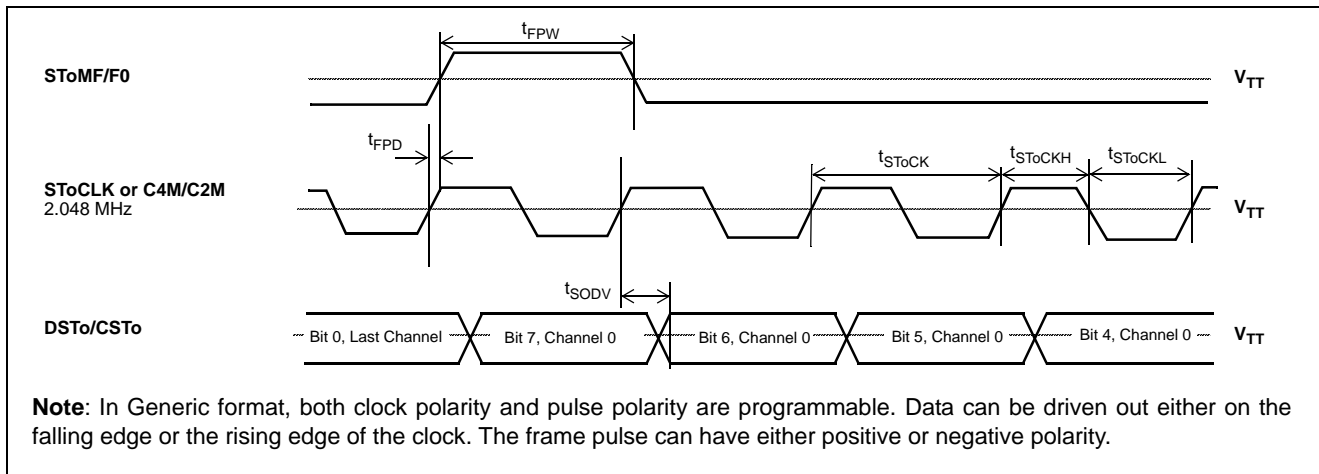 tFPW
SToMF/F0
VTT
tFPD
tSToCK
tSToCKH
tSToCKL
SToCLK or C4M/C2M
2.048 MHz
VTT
tSODV
DSTo/CSTo
Bit 0, Last Channel
Bit 7, Channel 0
Bit 6, Channel 0
Bit 5, Channel 0
Bit 4, Channel 0
VTT
Note: In Generic format, both clock polarity and pulse polarity are programmable. Data can be driven out either on the
falling edge or the rising edge of the clock. The frame pulse can have either positive or negative polarity.